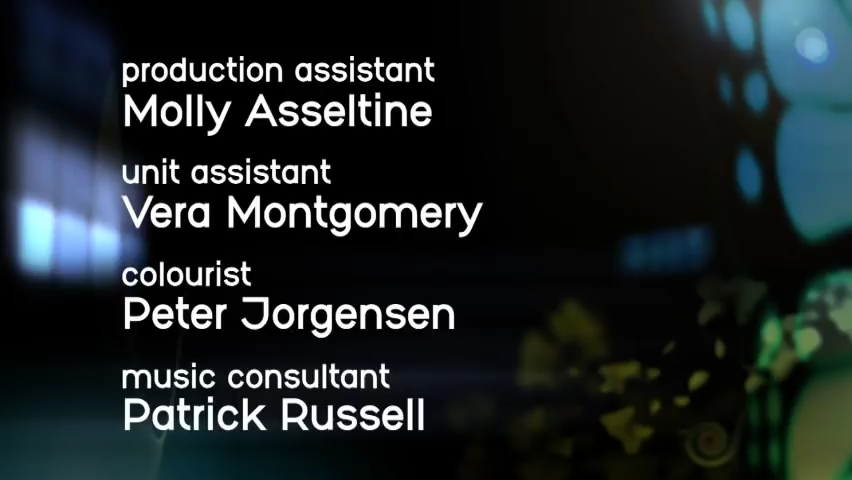 production assistant
Molly Asseltine
unit assistant
Vera Montgomery
colourist
Peter Jorgensen
music consultant
Patrick Russell